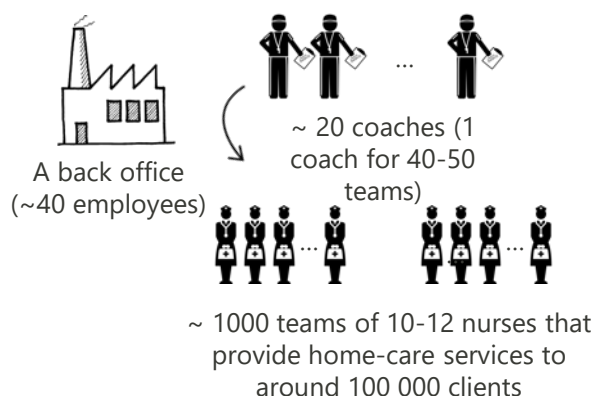 ...
~ 20 coaches (1
coach for 40-50
teams)
A back office
(~40 employees)
... ...
~ 1000 teams of 10-12 nurses that
provide home-care services to
around 100 000 clients